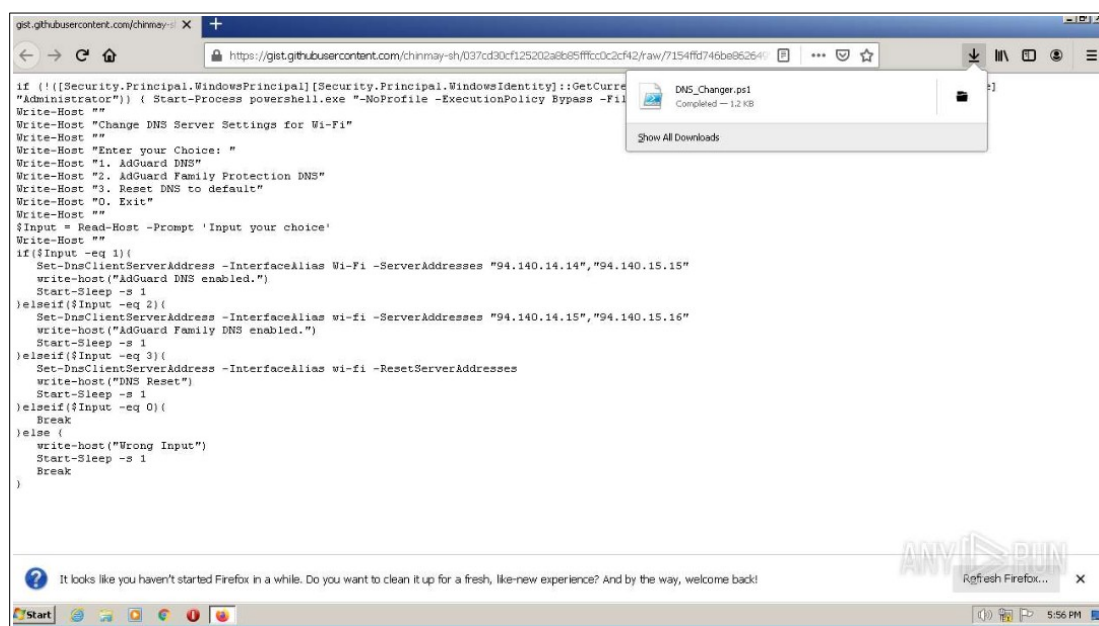 gist.githubusercontent.com/chinmay-s
https://gist.githubusercontent.com/chinmay-sh/037cd30cf125202a8b85fffcc0c2cf42/raw/7154ffd746be862649
if (!([Security.Principal.WindowsPrincipal][Security.Principal.WindowsIdentity]::GetCurre
e]
"Administrator")) { Start-Process powershell.exe "-NoProfile -ExecutionPolicy Bypass -Fil
DNS_Changer.ps1
Completed — 1.2 KB
Show All Downloads
Write-Host ""
Write-Host "Change DNS Server Settings for Wi-Fi"
Write-Host ""
Write-Host "Enter your Choice: "
Write-Host "1. AdGuard DNS"
Write-Host "2. AdGuard Family Protection DNS"
Write-Host "3. Reset DNS to default"
Write-Host "0. Exit"
Write-Host ""
$Input = Read-Host -Prompt 'Input your choice'
Write-Host ""
if($Input -eq 1){
Set-DnsClientServerAddress -InterfaceAlias Wi-Fi -ServerAddresses "94.140.14.14","94.140.15.15"
write-host("AdGuard DNS enabled.")
Start-Sleep -s 1
}elseif($Input -eq 2){
Set-DnsClientServerAddress -InterfaceAlias wi-fi -ServerAddresses "94.140.14.15","94.140.15.16"
write-host("AdGuard Family DNS enabled.")
Start-Sleep -s 1
}elseif($Input -eq 3){
Set-DnsClientServerAddress -InterfaceAlias wi-fi -ResetServerAddresses
write-host("DNS Reset")
Start-Sleep -s 1
}elseif($Input -eq 0){
Break
}else {
write-host("Wrong Input")
Start-Sleep -s 1
Break
}
ANY RUN
It looks like you haven't started Firefox in a while. Do you want to clean it up for a fresh, like-new experience? And by the way, welcome back!
Refresh Firefox...
Start
5:56 PM